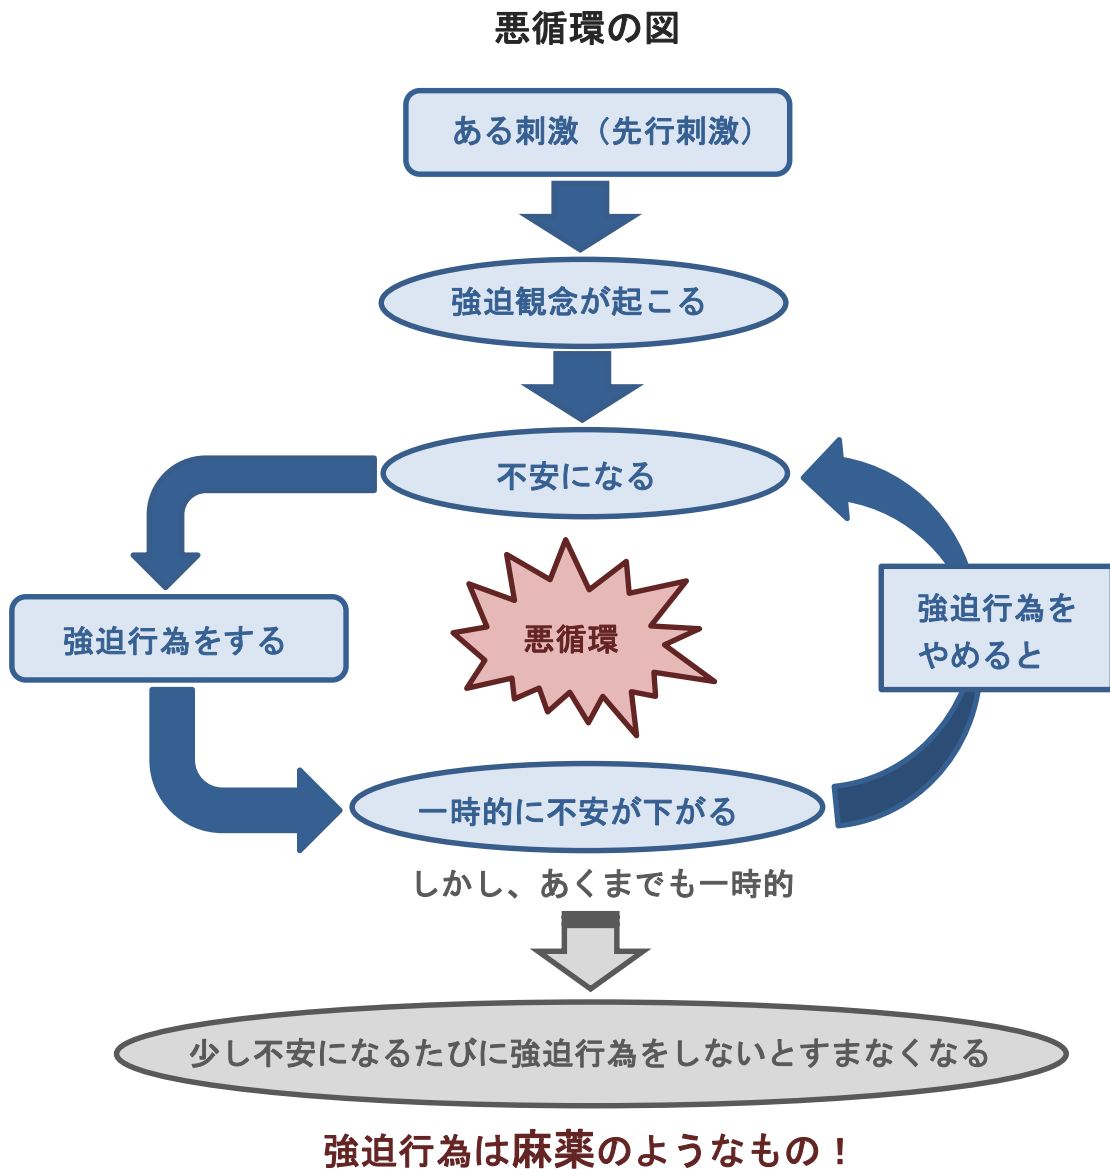 悪循環の図
ある刺激（先行刺激）
強迫観念が起こる
不安になる
強迫行為をする
悪循環
強迫行為を
やめると
一時的に不安が下がる
しかし、あくまでも一時的
少し不安になるたびに強迫行為をしないとすまなくなる
強迫行為は麻薬のようなもの！